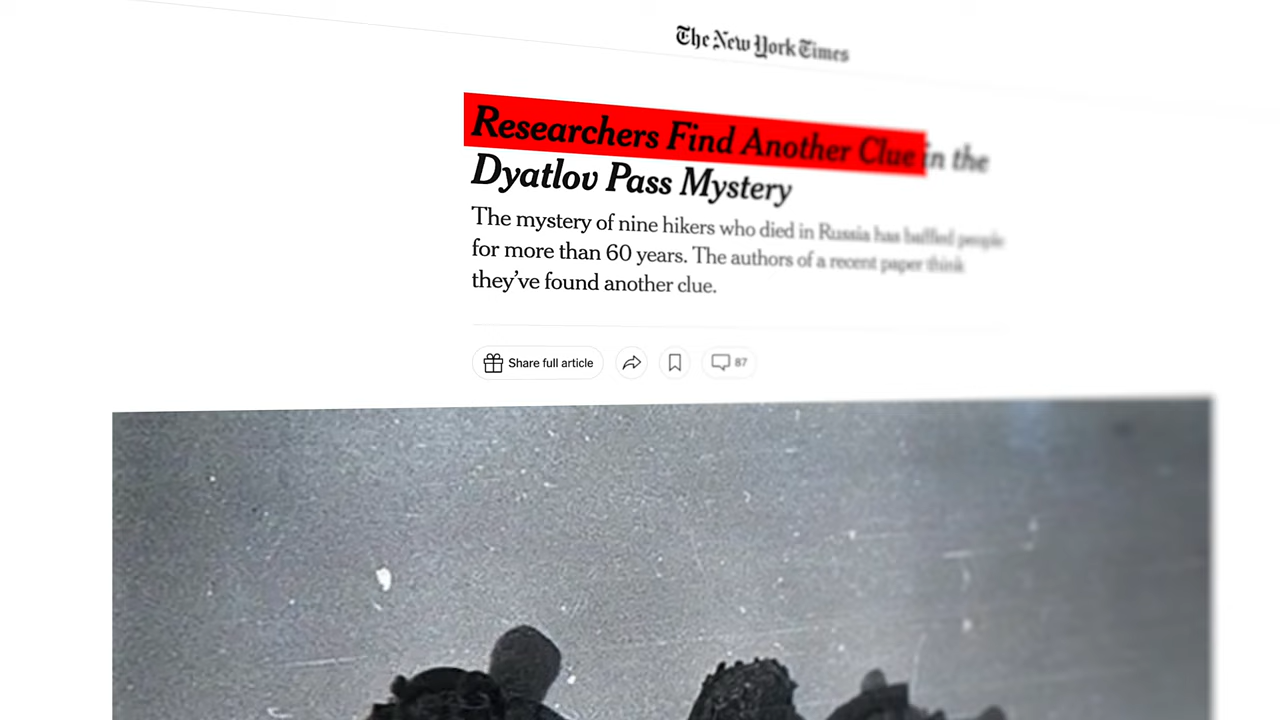 The New York Times
Researchers Find Another Clue in the
Dyatlov Pass Mystery
The mystery of nine hikers who died in Russia has baffled people
for more than 60 years. The authors of a recent paper think
they’ve found another clue.
Share full article
87